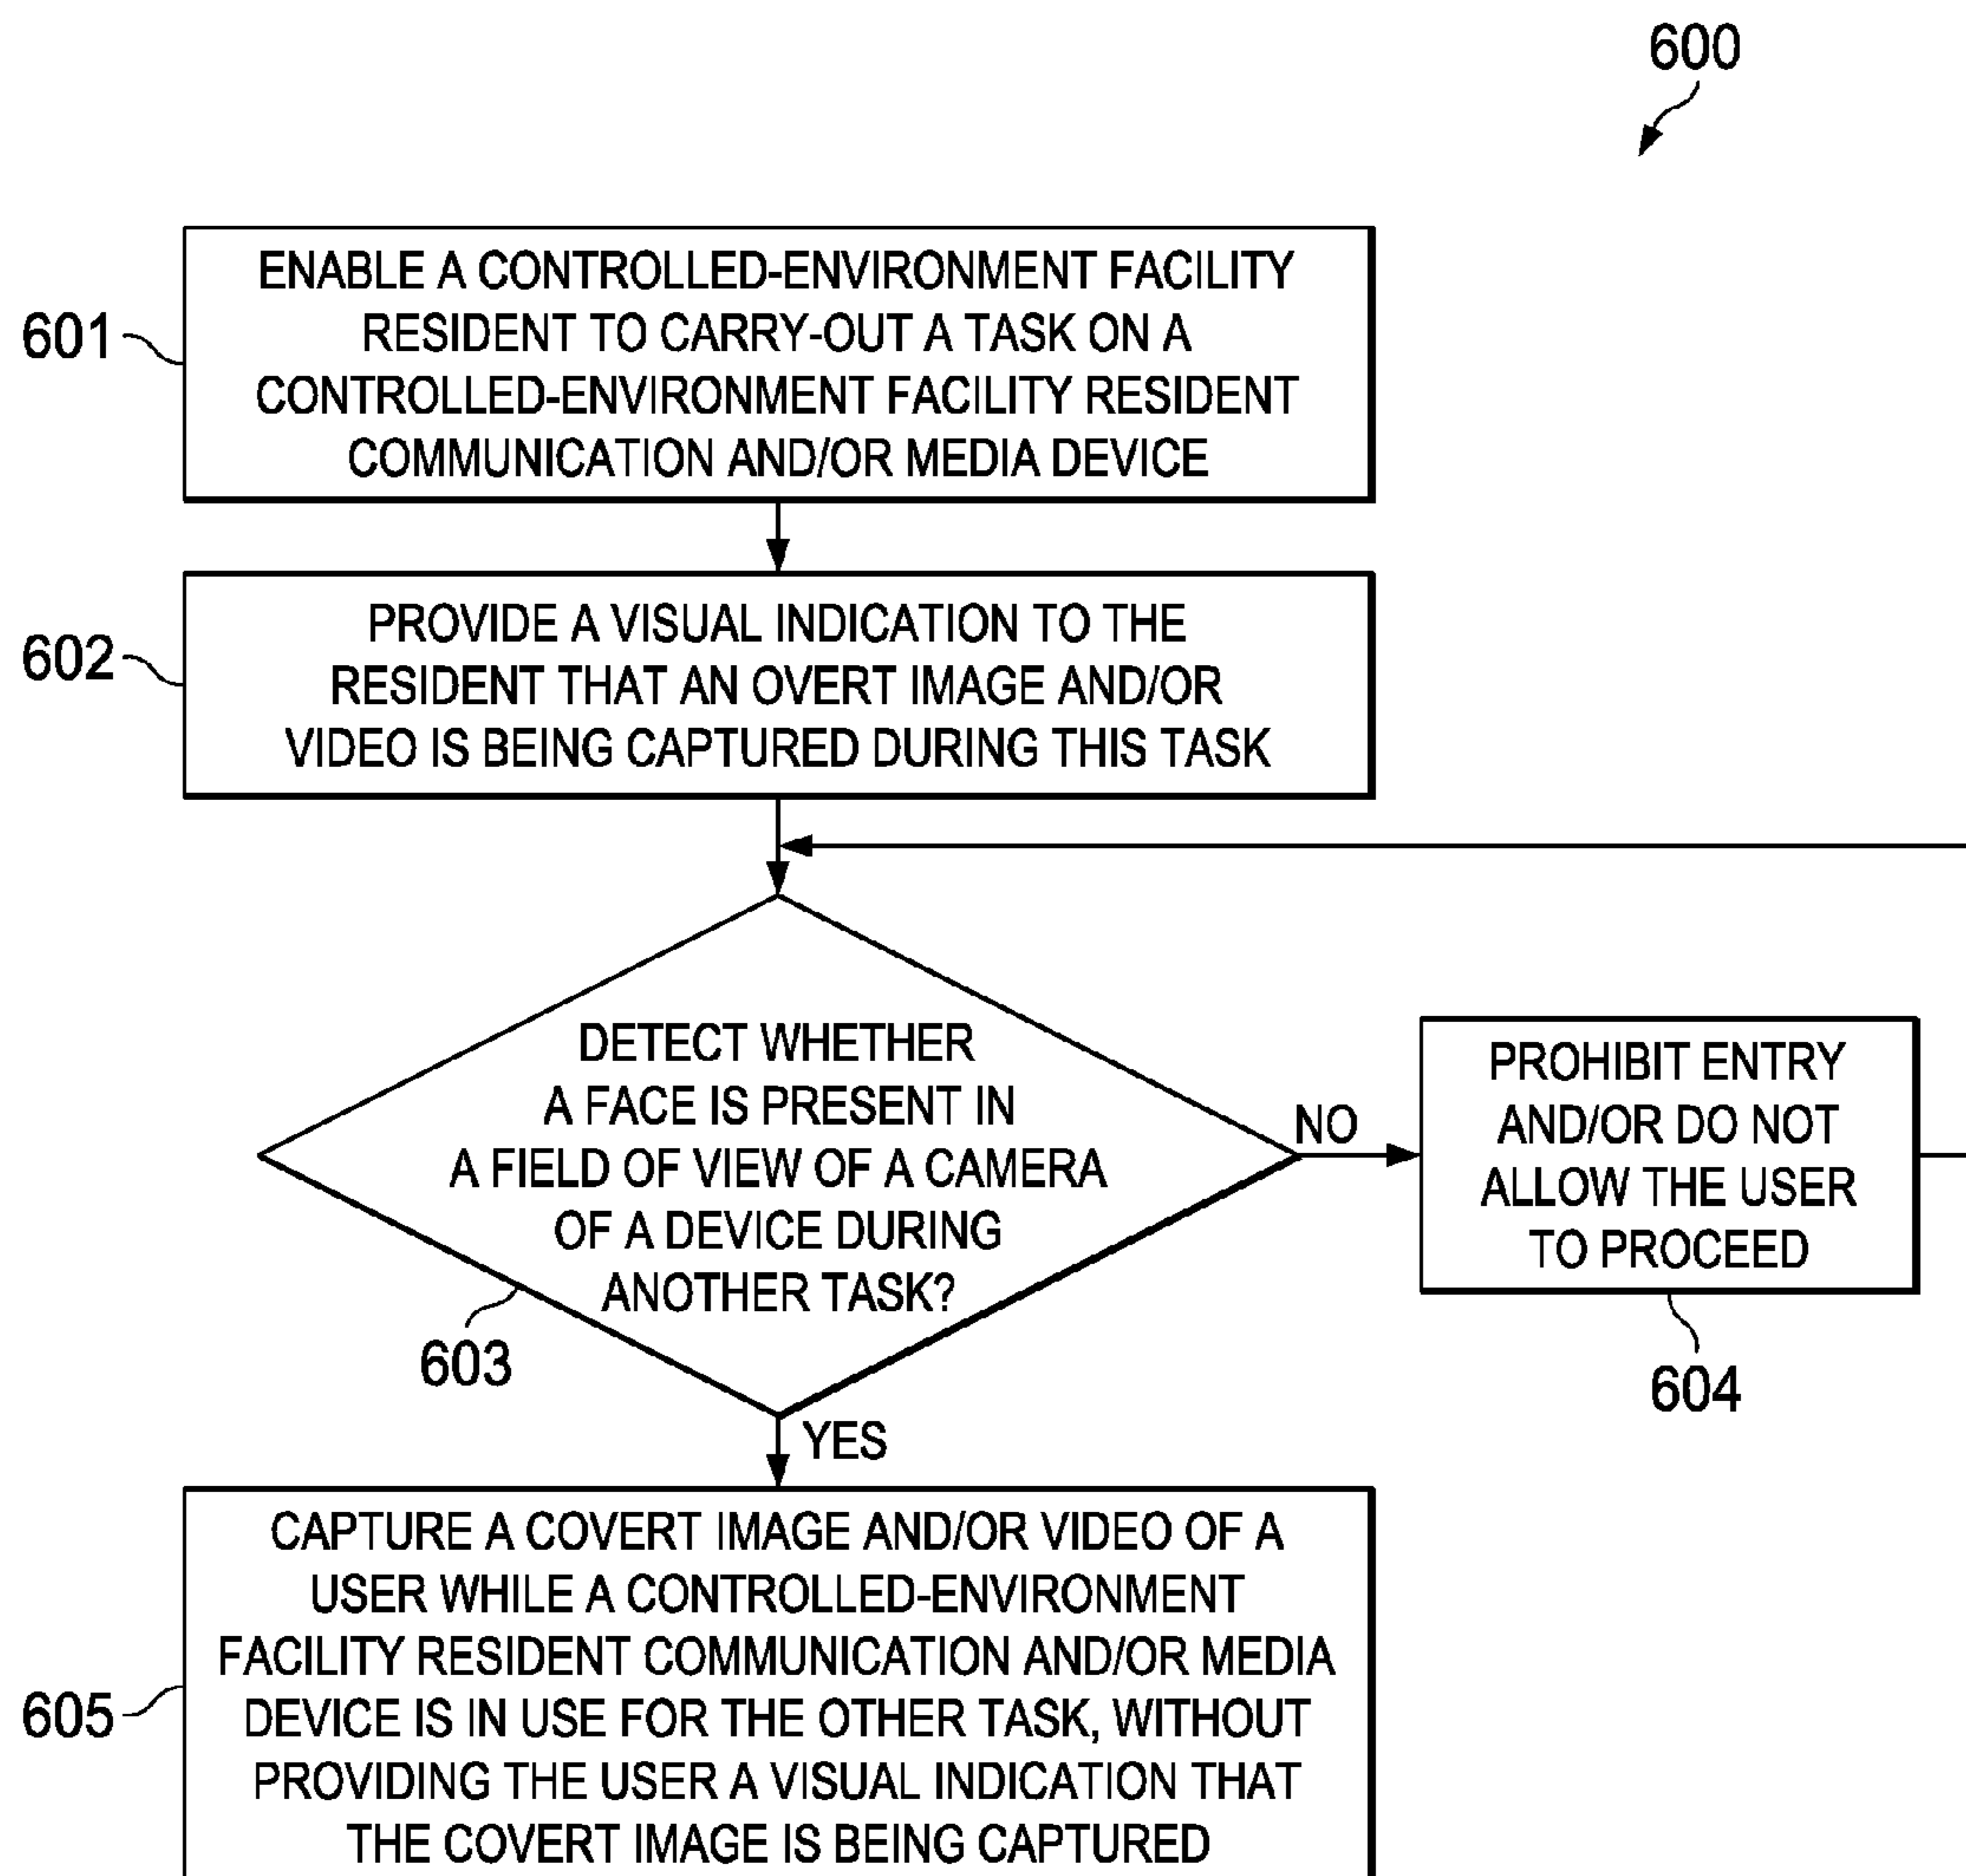 600
601
ENABLE A CONTROLLED-ENVIRONMENT FACILITY
RESIDENT TO CARRY-OUT A TASK ON A
CONTROLLED-ENVIRONMENT FACILITY RESIDENT
COMMUNICATION AND/OR MEDIA DEVICE
602
PROVIDE A VISUAL INDICATION TO THE
RESIDENT THAT AN OVERT IMAGE AND/OR
VIDEO IS BEING CAPTURED DURING THIS TASK
DETECT WHETHER
A FACE IS PRESENT IN
A FIELD OF VIEW OF A CAMERA
OF A DEVICE DURING
ANOTHER TASK?
603
NO
PROHIBIT ENTRY
AND/OR DO NOT
ALLOW THE USER
TO PROCEED
604
YES
605
CAPTURE A COVERT IMAGE AND/OR VIDEO OF A
USER WHILE A CONTROLLED-ENVIRONMENT
FACILITY RESIDENT COMMUNICATION AND/OR MEDIA
DEVICE IS IN USE FOR THE OTHER TASK, WITHOUT
PROVIDING THE USER A VISUAL INDICATION THAT
THE COVERT IMAGE IS BEING CAPTURED